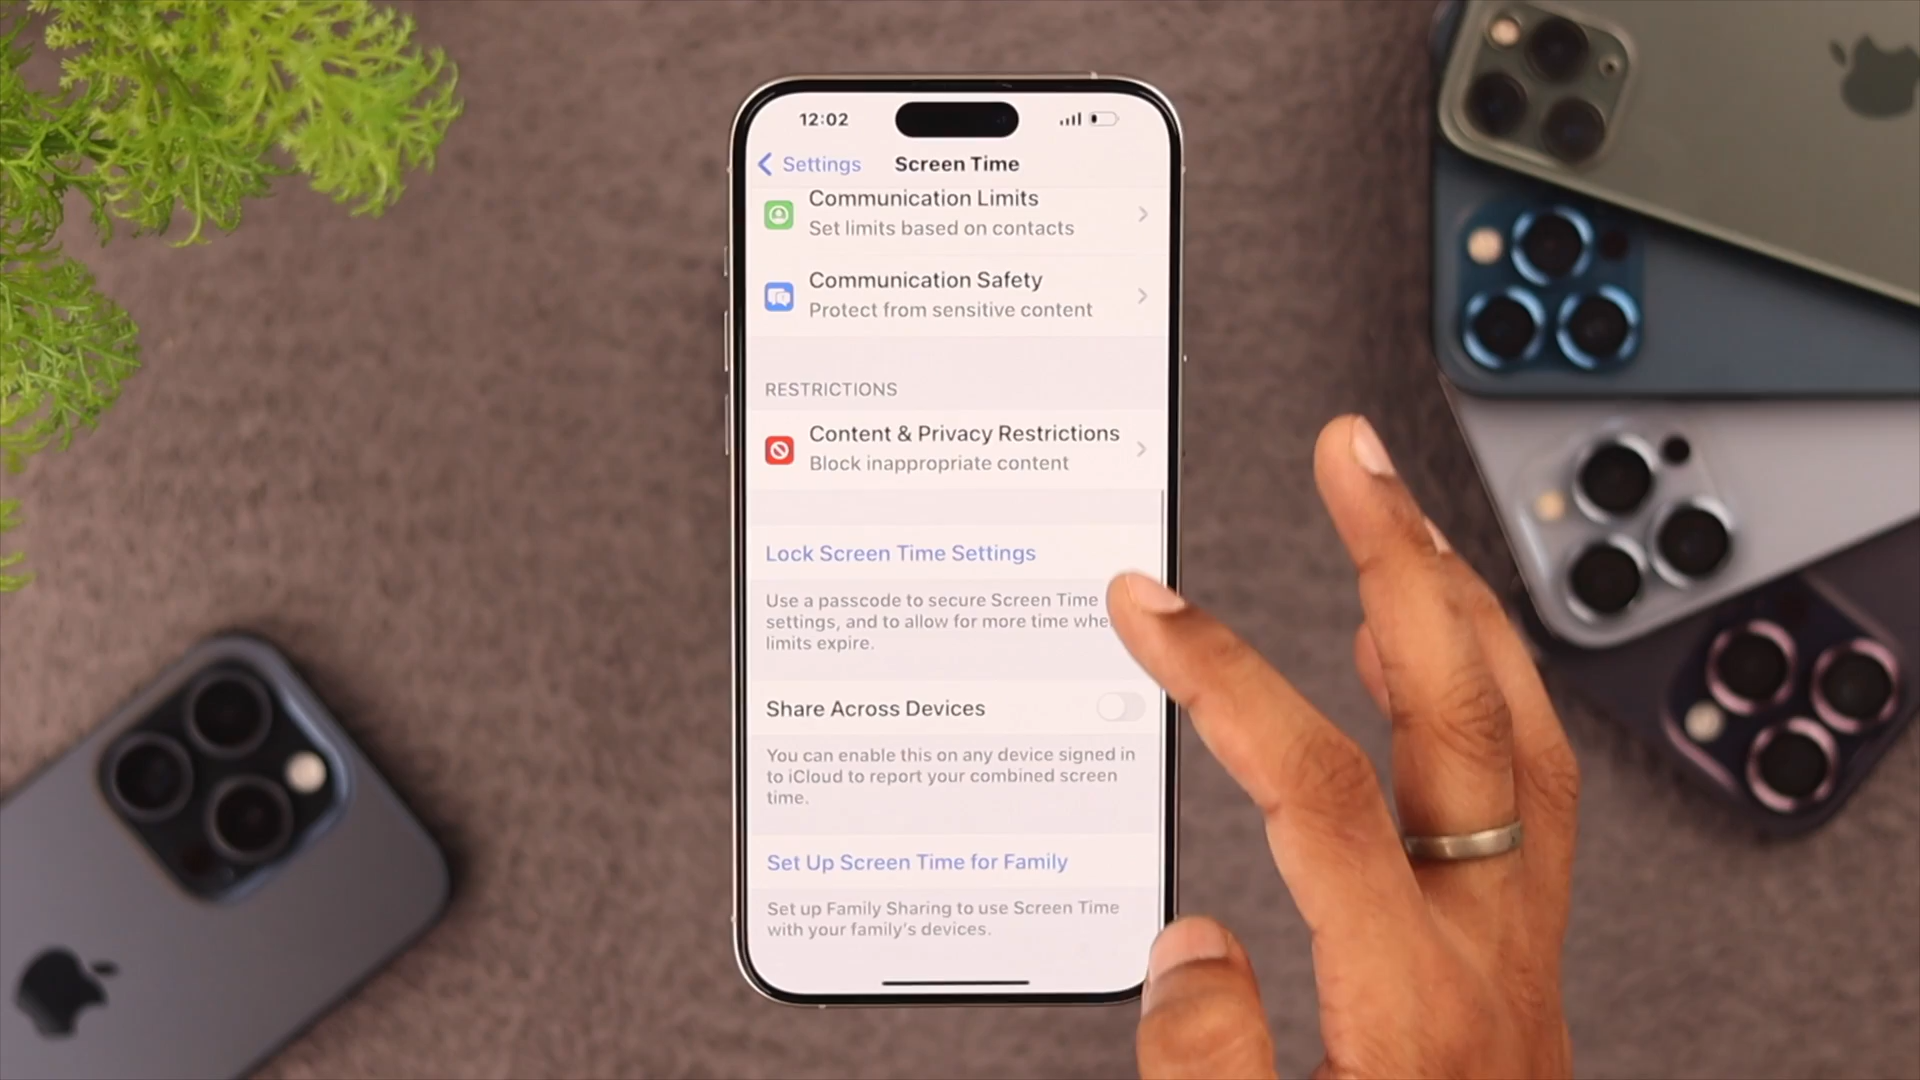 12:02
Settings
Screen Time
Communication Limits
Set limits based on contacts
Communication Safety
Protect from sensitive content
RESTRICTIONS
Content & Privacy Restrictions
Block inappropriate content
Lock Screen Time Settings
Use a passcode to secure Screen Time
settings, and to allow for more time
limits expire.
Share Across Devices
You can enable this on any device signed in
to iCloud to report your combined screen
time.
Set Up Screen Time for Family
Set up Family Sharing to use Screen Time
with your family's devices.